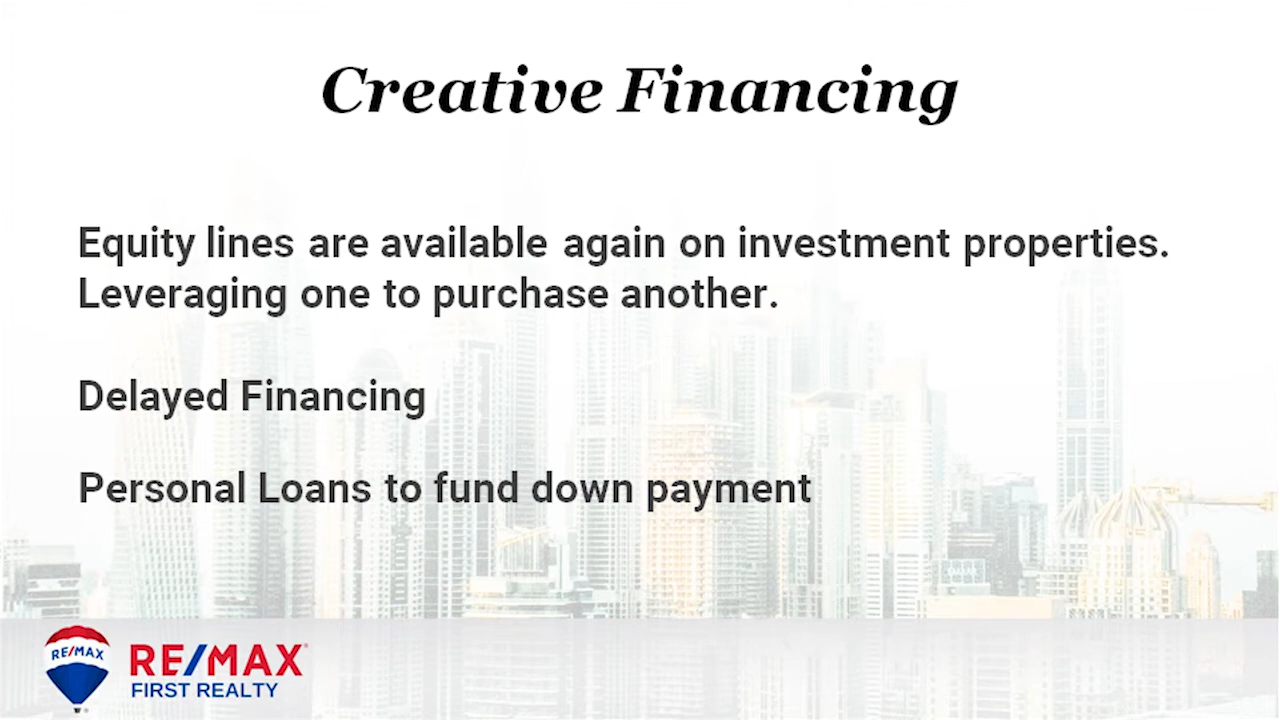 Creative Financing
Equity lines are available again on investment properties.
Leveraging one to purchase another.
Delayed Financing
Personal Loans to fund down payment
RE/MAX
RE/MAX
FIRST REALTY